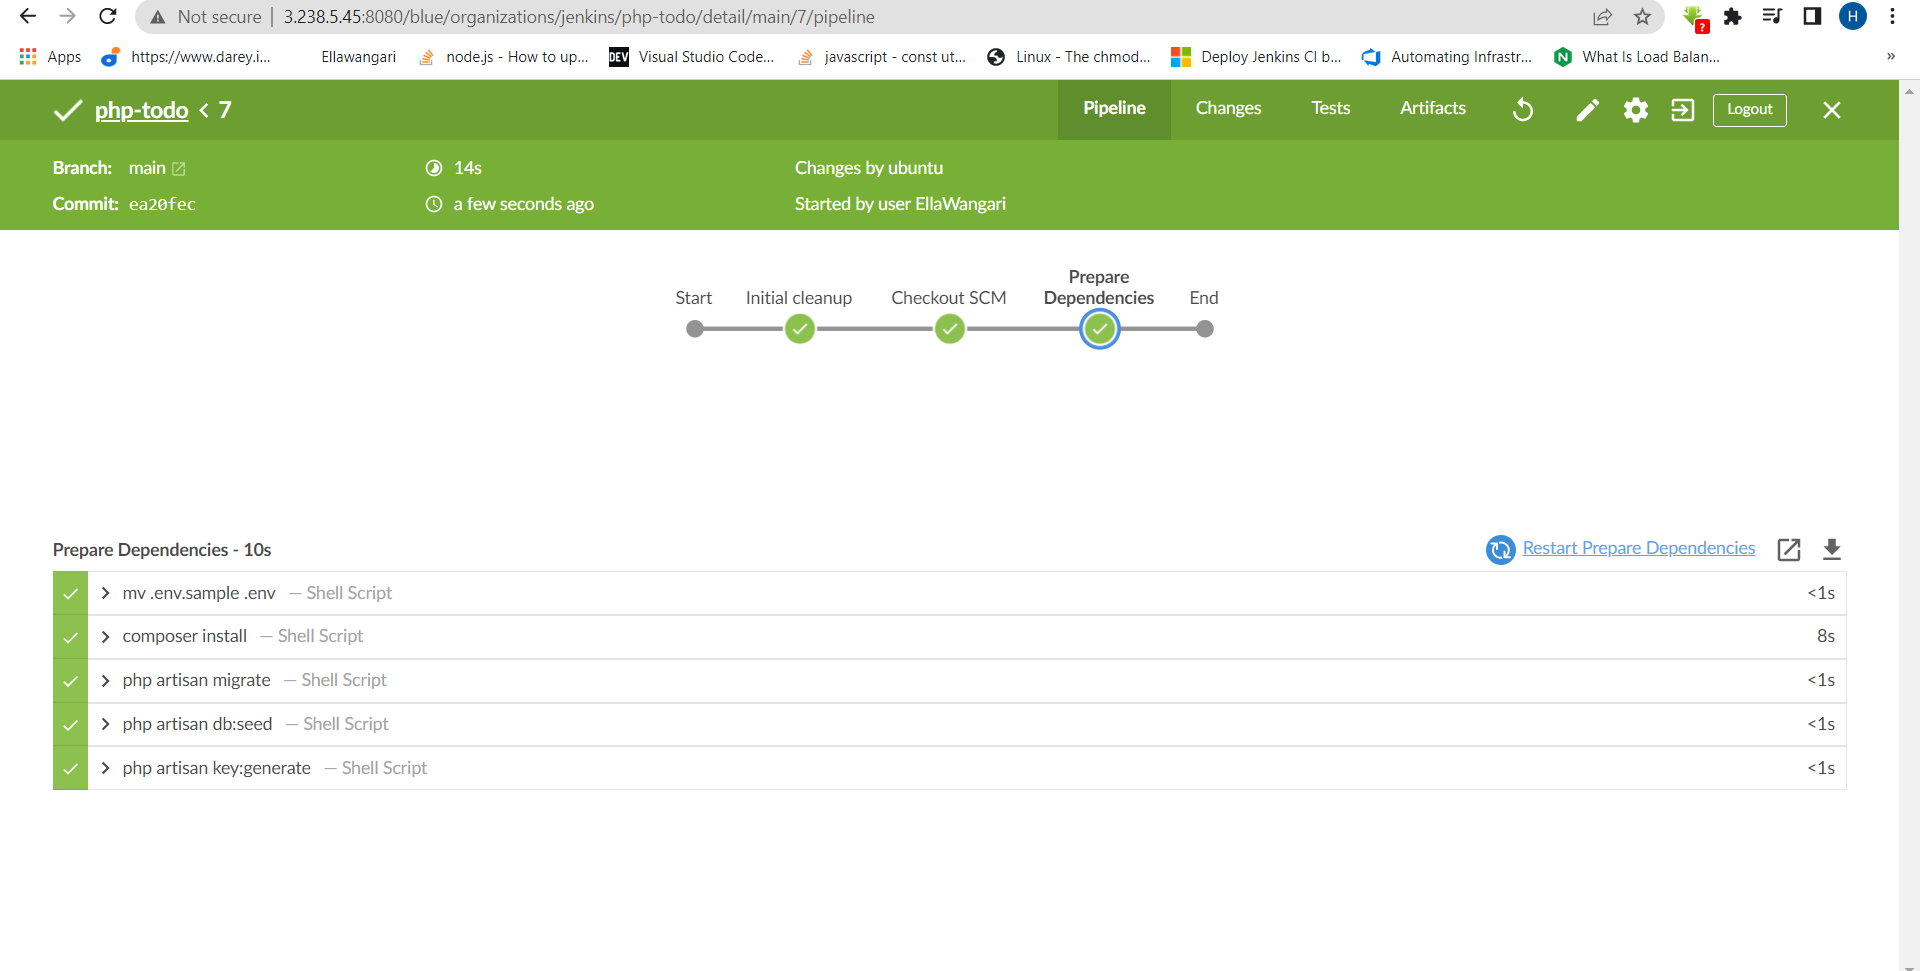 Not secure | 3.238.5.45:8080/blue/organizations/jenkins/php-todo/detail/main/7/pipeline ? H
Apps https://www.darey.i... Ellawangari node.js - How to up... DEV Visual Studio Code... javascript - const ut... Linux - The chmod... Deploy Jenkins CI b... Automating Infrastr... N What Is Load Balan... »
php-todo < 7 Pipeline Changes Tests Artifacts Logout
Branch: main 14s Changes by ubuntu
Commit: ea20fec a few seconds ago Started by user EllaWangari
Prepare
Start Initial cleanup Checkout SCM Dependencies End
Prepare Dependencies - 10s Restart Prepare Dependencies
mv .env.sample .env — Shell Script <1s
composer install — Shell Script 8s
php artisan migrate — Shell Script <1s
php artisan db:seed — Shell Script <1s
php artisan key:generate — Shell Script <1s